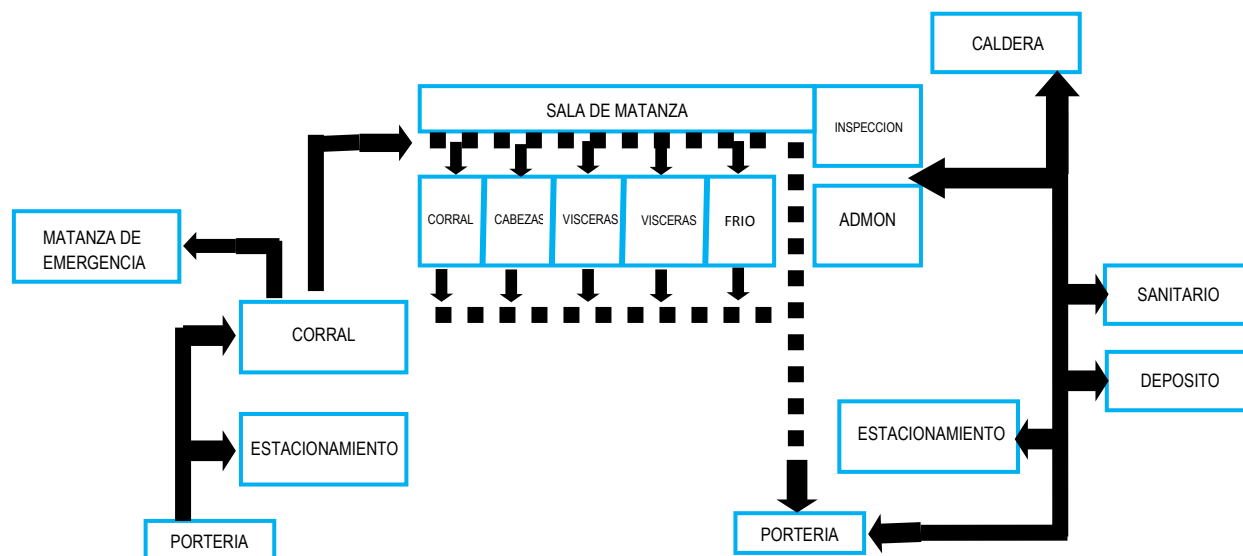 CALDERA
SALA DE MATANZA
INSPECCION
CORRAL
CABEZAS
VISCERAS
VISCERAS
FRIO
ADMON
MATANZA DE
EMERGENCIA
SANITARIO
CORRAL
DEPOSITO
ESTACIONAMIENTO
ESTACIONAMIENTO
PORTERIA
PORTERIA